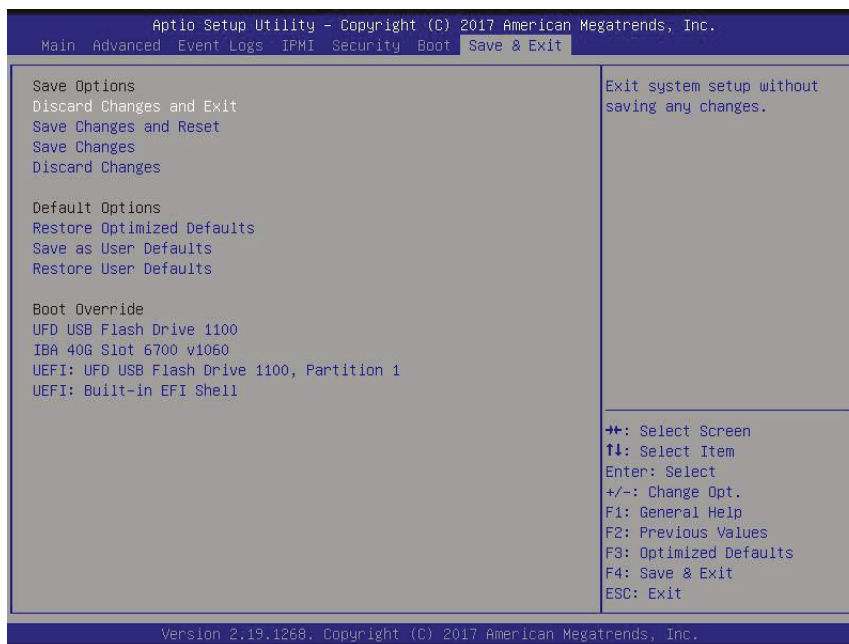 Aptio Setup Utility – Copyright (C) 2017 American Megatrends, Inc.
Main Advanced Event Logs IPMI Security Boot Save & Exit
Save Options
Discard Changes and Exit
Save Changes and Reset
Save Changes
Discard Changes
Default Options
Restore Optimized Defaults
Save as User Defaults
Restore User Defaults
Boot Override
UFD USB Flash Drive 1100
IBA 40G Slot 6700 v1060
UEFI: UFD USB Flash Drive 1100, Partition 1
UEFI: Built-in EFI Shell
Exit system setup without
saving any changes.
→←: Select Screen
↑↓: Select Item
Enter: Select
+/-: Change Opt.
F1: General Help
F2: Previous Values
F3: Optimized Defaults
F4: Save & Exit
ESC: Exit
Version 2.19.1268. Copyright (C) 2017 American Megatrends, Inc.